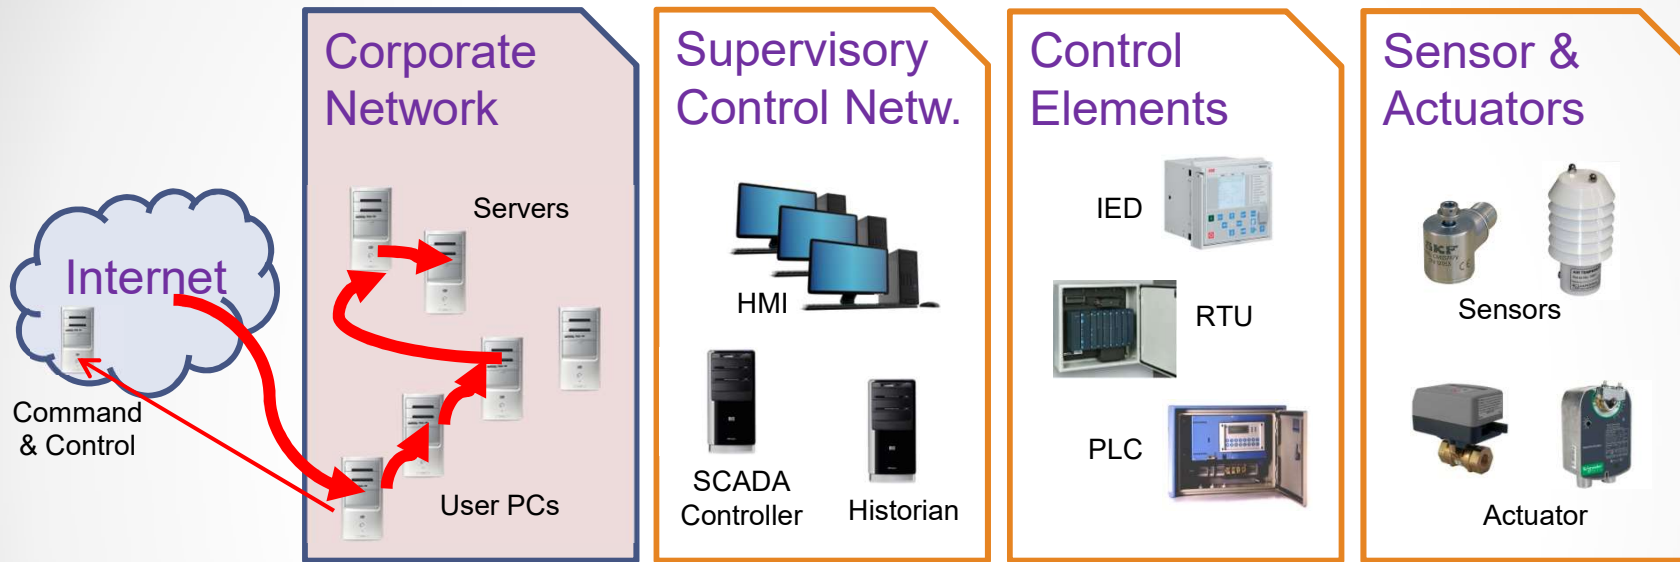 Corporate
Network
Supervisory
Control Netw.
Control
Elements
Sensor &
Actuators
Servers
Internet
Command
& Control
User PCs
HMI
SCADA
Controller
Historian
IED
RTU
PLC
SKF
Sensors
Actuator